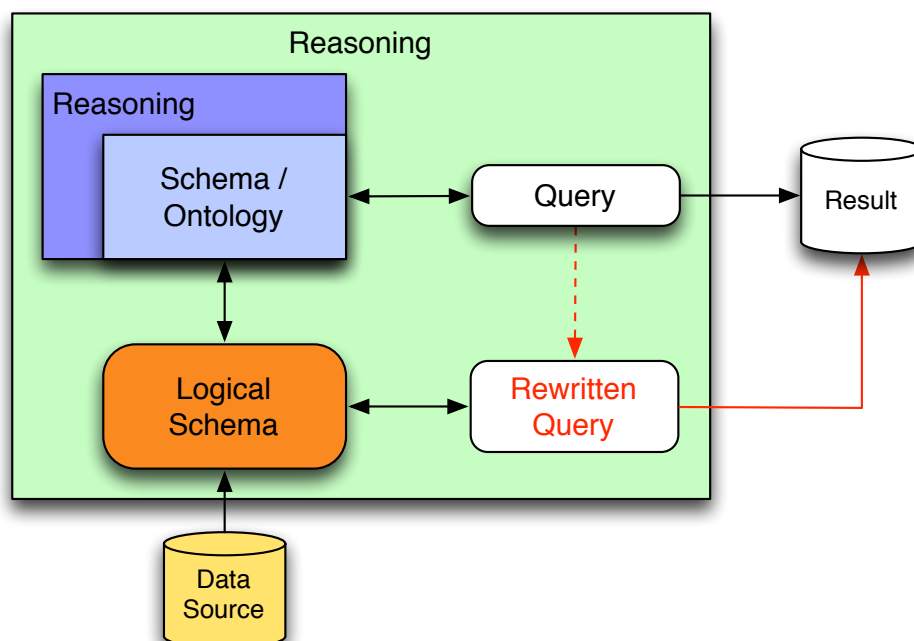 Reasoning
Reasoning
Schema /
Ontology
Query
Result
Logical
Schema
Rewritten
Query
Data
Source